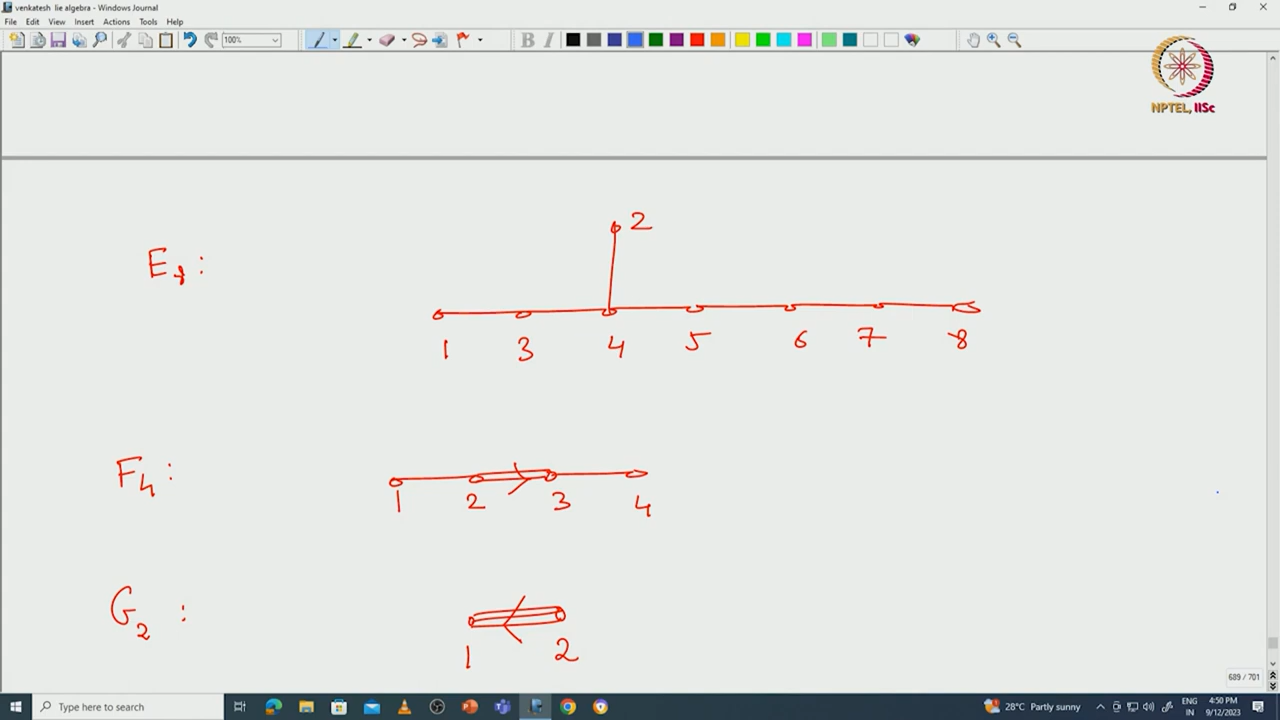 venkatesh lie algebra - Windows Journal
File Edit View Insert Actions Tools Help
100%
B I
NPTEL, IISc
2
E8 :
1 3 4 5 6 7 8
F4 :
1 2 3 4
G2 :
1 2
689 / 701
Type here to search
28°C Partly sunny
ENG
IN
4:50 PM
9/12/2023